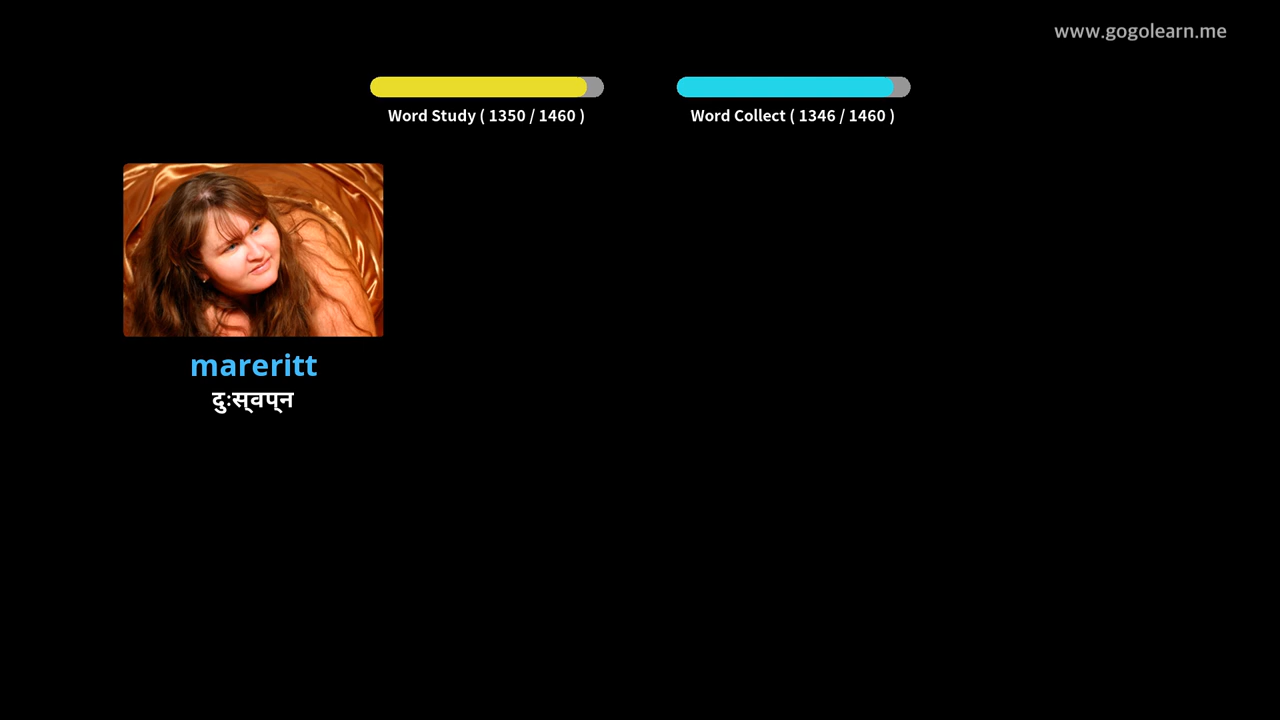 www.gogolearn.me
Word Study ( 1350 / 1460 )
Word Collect ( 1346 / 1460 )
mareritt
दुःस्वप्न